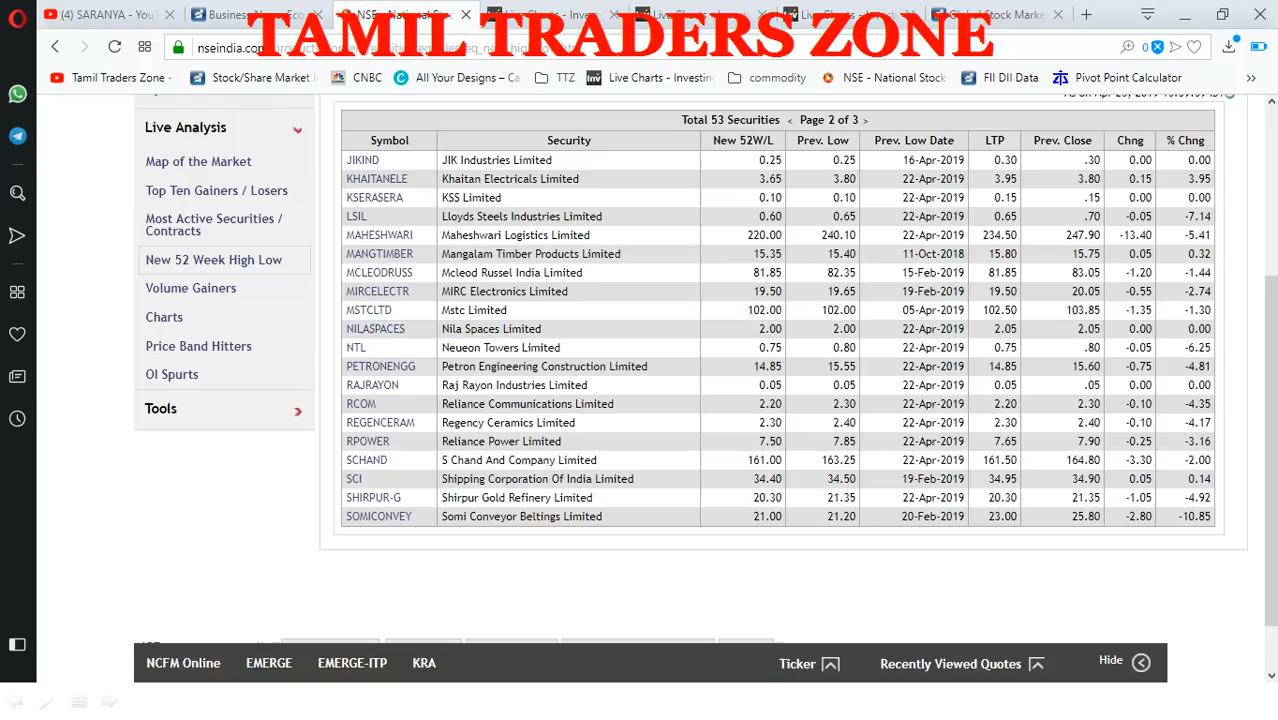 (4) SARANYA - You
Business News
NSE - National Sto
Live Charts - Inves
Live Charts - Invest
Live Charts - Invest
Global Stock Marke
TAMIL TRADERS ZONE
nseindia.com
0
Tamil Traders Zone -
Stock/Share Market I
CNBC
All Your Designs – Ca
TTZ
Inv
Live Charts - Investin
commodity
NSE - National Stock
FII DII Data
Pivot Point Calculator
»
Live Analysis
Map of the Market
Top Ten Gainers / Losers
Most Active Securities /
Contracts
New 52 Week High Low
Volume Gainers
Charts
Price Band Hitters
OI Spurts
Tools
Total 53 Securities < Page 2 of 3 >
Symbol Security New 52W/L Prev. Low Prev. Low Date LTP Prev. Close Chng % Chng
JIKIND JIK Industries Limited 0.25 0.25 16-Apr-2019 0.30 .30 0.00 0.00
KHAITANELE Khaitan Electricals Limited 3.65 3.80 22-Apr-2019 3.95 3.80 0.15 3.95
KSERASERA KSS Limited 0.10 0.10 22-Apr-2019 0.15 .15 0.00 0.00
LSIL Lloyds Steels Industries Limited 0.60 0.65 22-Apr-2019 0.65 .70 -0.05 -7.14
MAHESHWARI Maheshwari Logistics Limited 220.00 240.10 22-Apr-2019 234.50 247.90 -13.40 -5.41
MANGTIMBER Mangalam Timber Products Limited 15.35 15.40 11-Oct-2018 15.80 15.75 0.05 0.32
MCLEODRUSS Mcleod Russel India Limited 81.85 82.35 15-Feb-2019 81.85 83.05 -1.20 -1.44
MIRCELECTR MIRC Electronics Limited 19.50 19.65 19-Feb-2019 19.50 20.05 -0.55 -2.74
MSTCLTD Mstc Limited 102.00 102.00 05-Apr-2019 102.50 103.85 -1.35 -1.30
NILASPACES Nila Spaces Limited 2.00 2.00 22-Apr-2019 2.05 2.05 0.00 0.00
NTL Neueon Towers Limited 0.75 0.80 22-Apr-2019 0.75 .80 -0.05 -6.25
PETRONENGG Petron Engineering Construction Limited 14.85 15.55 22-Apr-2019 14.85 15.60 -0.75 -4.81
RAJRAYON Raj Rayon Industries Limited 0.05 0.05 22-Apr-2019 0.05 .05 0.00 0.00
RCOM Reliance Communications Limited 2.20 2.30 22-Apr-2019 2.20 2.30 -0.10 -4.35
REGENCERAM Regency Ceramics Limited 2.30 2.40 22-Apr-2019 2.30 2.40 -0.10 -4.17
RPOWER Reliance Power Limited 7.50 7.85 22-Apr-2019 7.65 7.90 -0.25 -3.16
SCHAND S Chand And Company Limited 161.00 163.25 22-Apr-2019 161.50 164.80 -3.30 -2.00
SCI Shipping Corporation Of India Limited 34.40 34.50 19-Feb-2019 34.95 34.90 0.05 0.14
SHIRPUR-G Shirpur Gold Refinery Limited 20.30 21.35 22-Apr-2019 20.30 21.35 -1.05 -4.92
SOMICONVEY Somi Conveyor Beltings Limited 21.00 21.20 20-Feb-2019 23.00 25.80 -2.80 -10.85
NCFM Online EMERGE EMERGE-ITP KRA Ticker Recently Viewed Quotes Hide